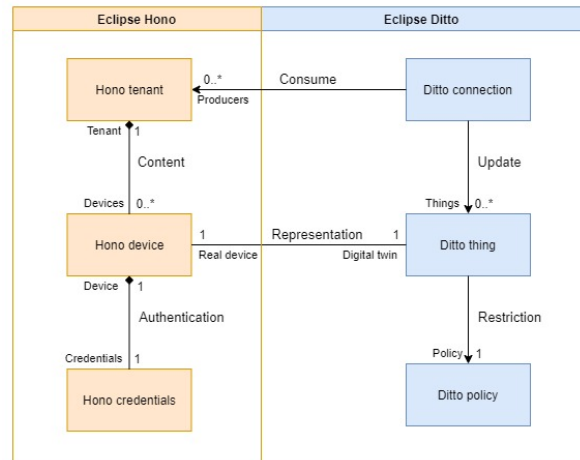 Eclipse Hono
Eclipse Ditto
Hono tenant
0..*
Consume
Producers
Ditto connection
Tenant
1
Content
Update
Devices
0..*
Things
0..*
Hono device
1
Representation
1
Real device
Digital twin
Ditto thing
Device
1
Authentication
Restriction
Credentials
1
Policy
1
Hono credentials
Ditto policy